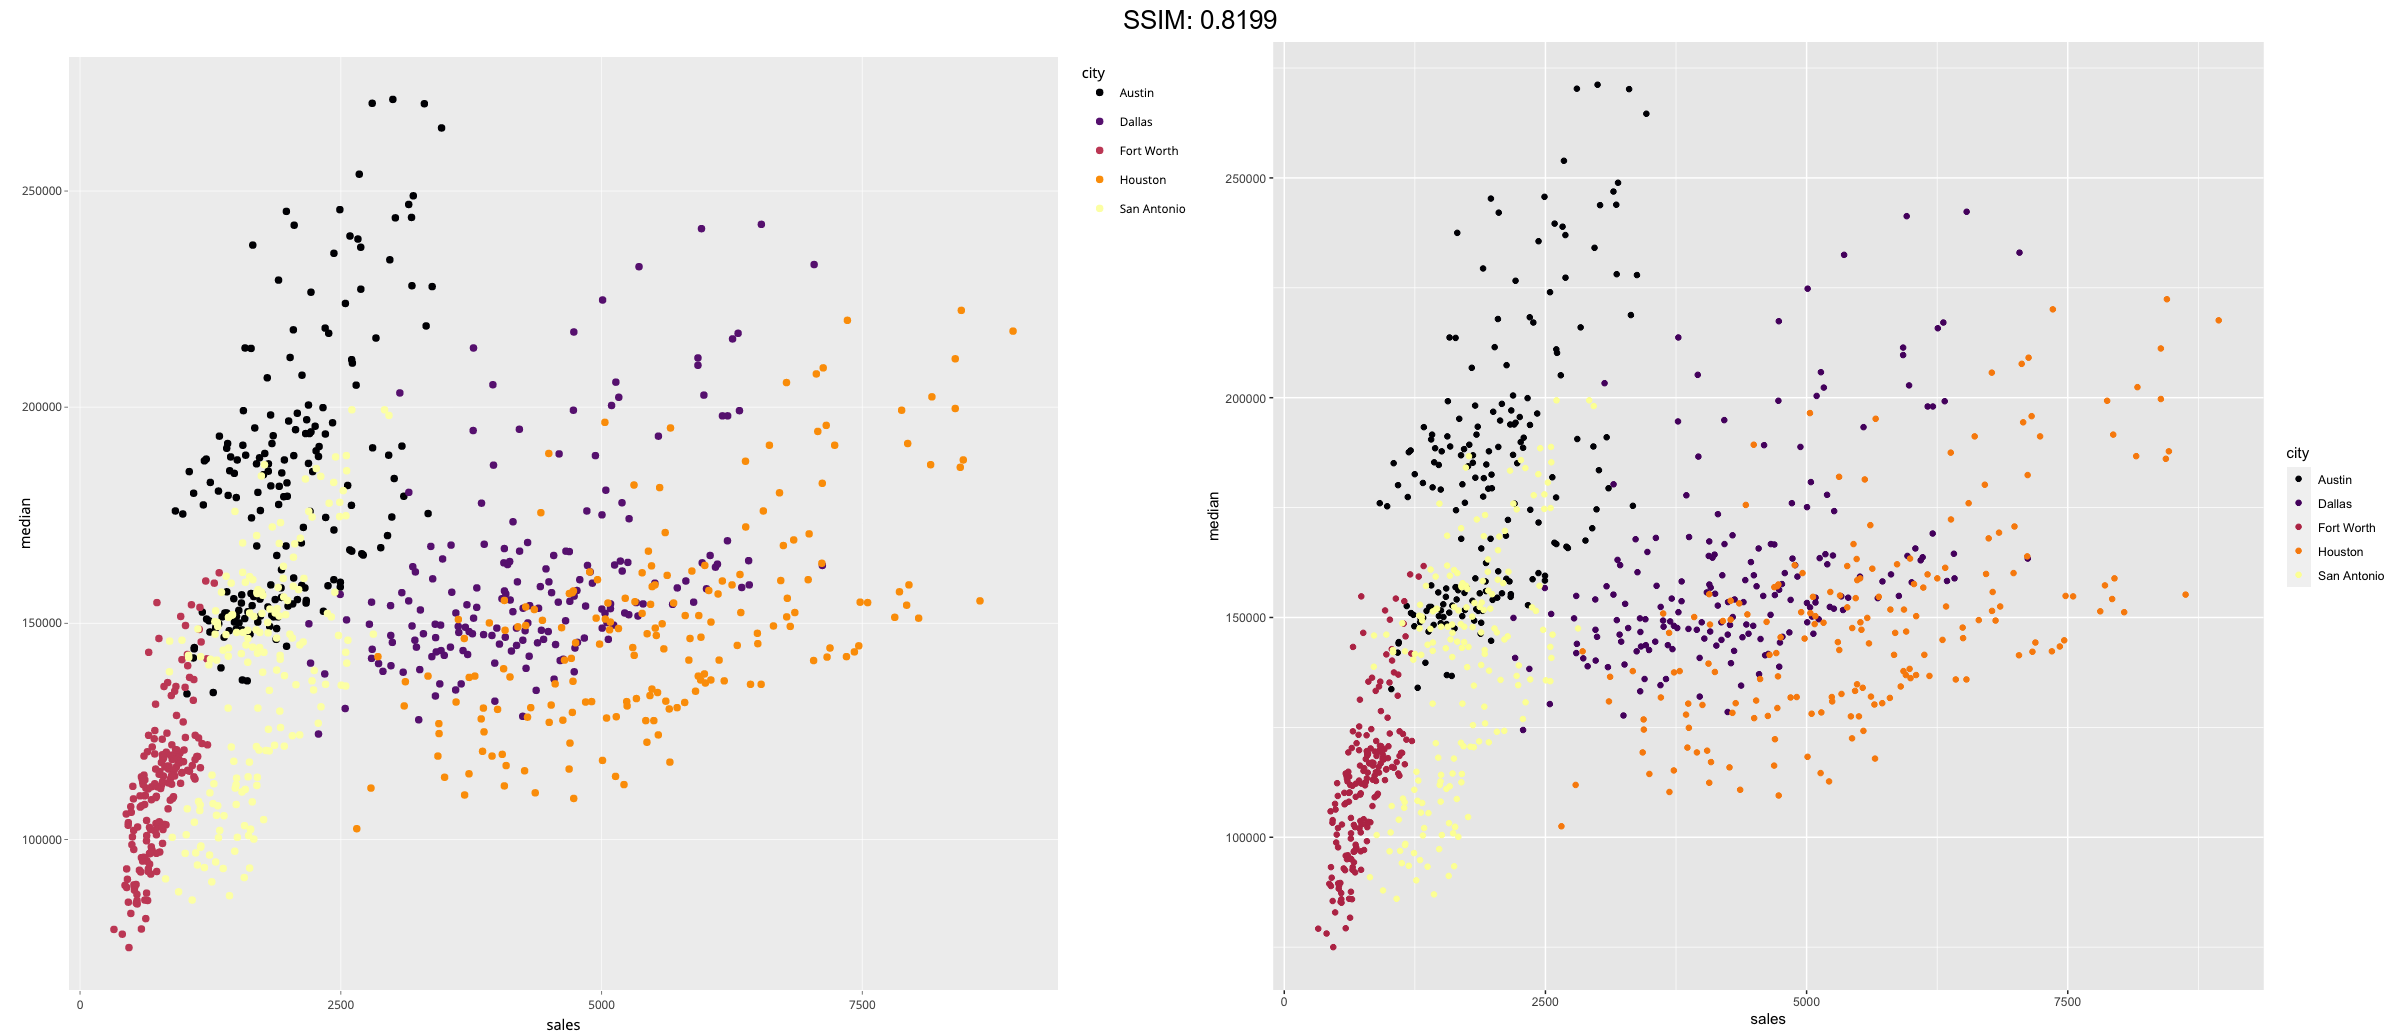 SSIM: 0.8199
city
Austin
Dallas
Fort Worth
Houston
San Antonio
250000
200000
150000
100000
median
0 2500 5000 7500
sales
250000
200000
150000
100000
median
0 2500 5000 7500
sales
city
Austin
Dallas
Fort Worth
Houston
San Antonio